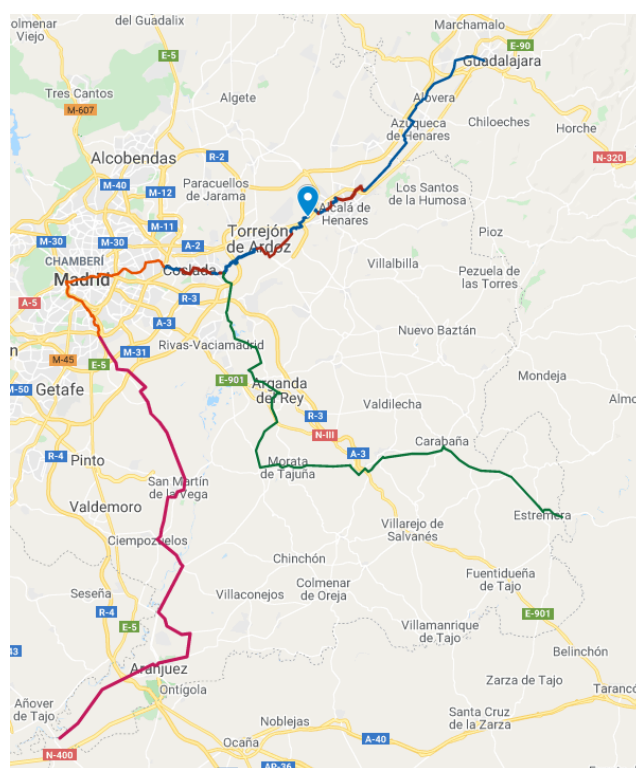 olmenar
Viejo
del Guadalix
Marchamalo
E-90
Guadalajara
E-5
Tres Cantos
M-607
Algete
Alovera
Azuqueca
de Henares
Chiloeches
Horche
N-320
Alcobendas
R-2
M-40
M-12
Paracuellos
de Jarama
Los Santos
de la Humosa
Alcalá de
Henares
M-30
M-30
M-11
A-2
Torrejón
de Ardoz
Pioz
CHAMBERÍ
Madrid
Coslada
Villalbilla
Pezuela de
las Torres
A-5
R-3
A-3
M-31
Rivas-Vaciamadrid
Nuevo Baztán
M-45
E-5
E-901
Arganda
del Rey
Mondeja
M-50
Getafe
R-3
Valdilecha
Almo
N-III
R-4
Pinto
A-3
Carabaña
Morata
de Tajuña
San Martín
de la Vega
Valdemoro
Estremera
Villarejo de
Salvanés
Ciempozuelos
Chinchón
Fuentidueña
de Tajo
Seseña
Villaconejos
Colmenar
de Oreja
R-4
E-901
E-5
Villamanrique
de Tajo
43
Belinchón
Aranjuez
Zarza de Tajo
Tarancó
Añover
de Tajo
Ontígola
Santa Cruz
de la Zarza
Noblejas
N-400
Ocaña
A-40
AP-36